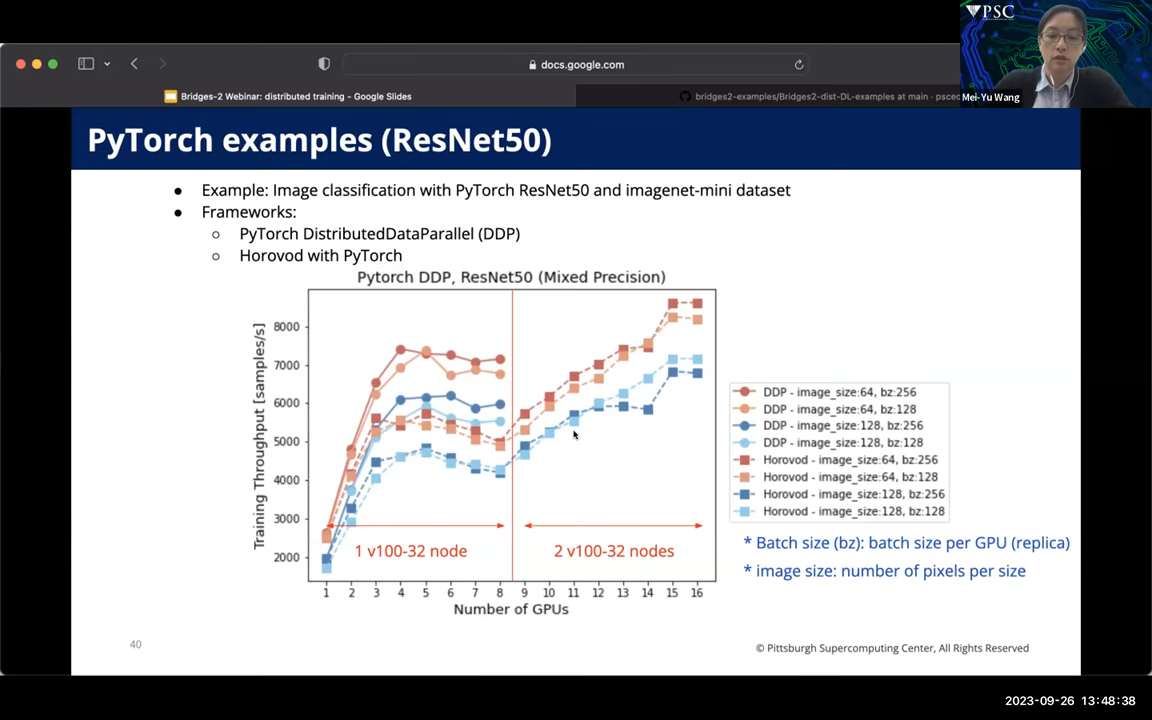 PSC
docs.google.com
Bridges-2 Webinar: distributed training - Google Slides
bridges2-examples/Bridges2-dist-DL-examples at main · psced
Mei-Yu Wang
PyTorch examples (ResNet50)
● Example: Image classification with PyTorch ResNet50 and imagenet-mini dataset
● Frameworks:
○ PyTorch DistributedDataParallel (DDP)
○ Horovod with PyTorch
Pytorch DDP, ResNet50 (Mixed Precision)
Training Throughput [samples/s]
8000
7000
6000
5000
4000
3000
2000
1 v100-32 node
2 v100-32 nodes
1 2 3 4 5 6 7 8 9 10 11 12 13 14 15 16
Number of GPUs
DDP - image_size:64, bz:256
DDP - image_size:64, bz:128
DDP - image_size:128, bz:256
DDP - image_size:128, bz:128
Horovod - image_size:64, bz:256
Horovod - image_size:64, bz:128
Horovod - image_size:128, bz:256
Horovod - image_size:128, bz:128
* Batch size (bz): batch size per GPU (replica)
* image size: number of pixels per size
40
© Pittsburgh Supercomputing Center, All Rights Reserved
2023-09-26 13:48:38